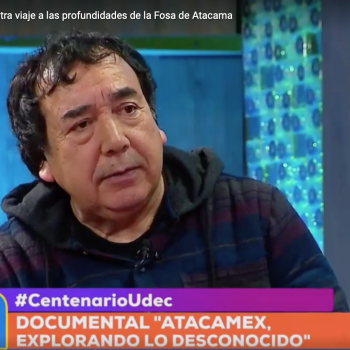 tra viaje a las profundidades de la Fosa de Atacama
#CentenarioUdec
DOCUMENTAL "ATACAMEX,
EXPLORANDO LO DESCONOCIDO"